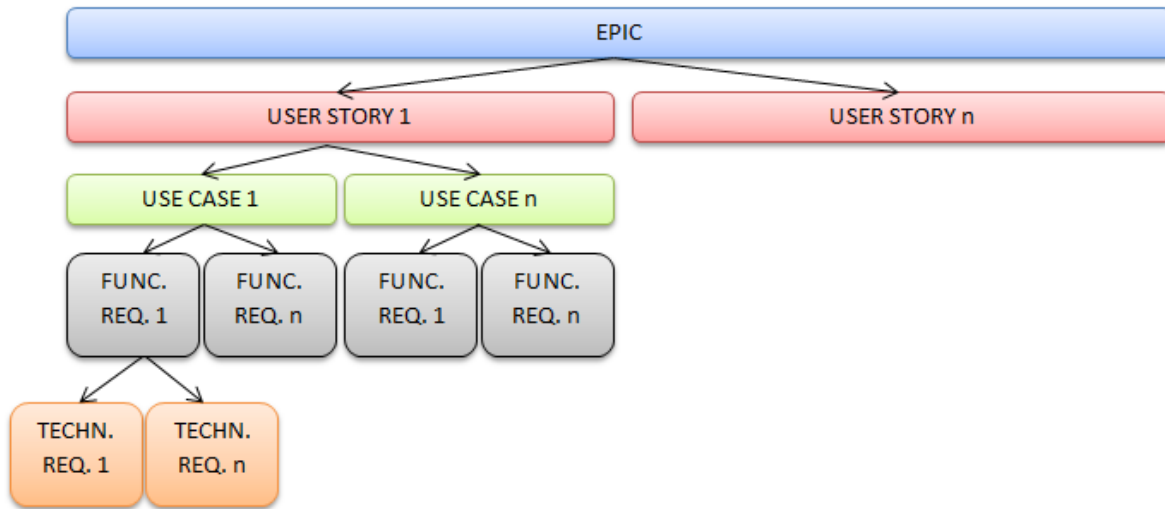 EPIC
USER STORY 1
USER STORY n
USE CASE 1
USE CASE n
FUNC.
REQ. 1
FUNC.
REQ. n
FUNC.
REQ. 1
FUNC.
REQ. n
TECHN.
REQ. 1
TECHN.
REQ. n